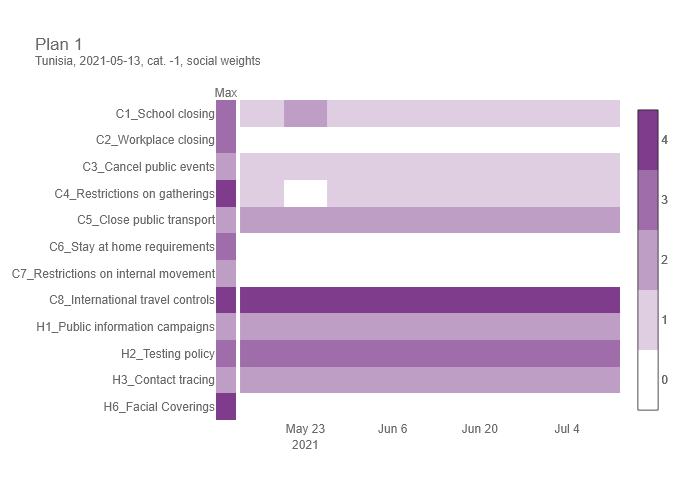 Plan 1
Tunisia, 2021-05-13, cat. -1, social weights
Max
C1_School closing
C2_Workplace closing
C3_Cancel public events
C4_Restrictions on gatherings
C5_Close public transport
C6_Stay at home requirements
C7_Restrictions on internal movement
C8_International travel controls
H1_Public information campaigns
H2_Testing policy
H3_Contact tracing
H6_Facial Coverings
4
3
2
1
0
May 23 Jun 6 Jun 20 Jul 4
2021